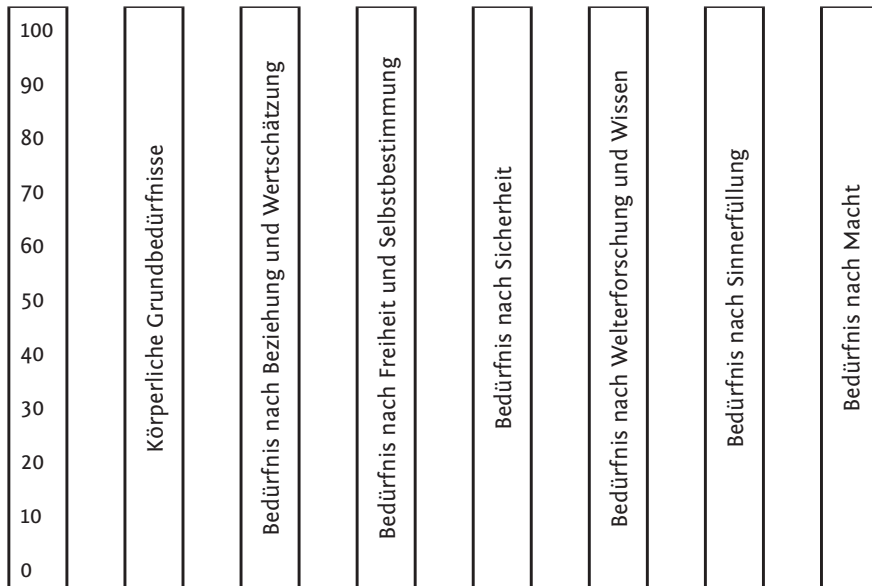 100
90
80
70
60
50
40
30
20
10
0
Körperliche Grundbedürfnisse
Bedürfnis nach Beziehung und Wertschätzung
Bedürfnis nach Freiheit und Selbstbestimmung
Bedürfnis nach Sicherheit
Bedürfnis nach Welterforschung und Wissen
Bedürfnis nach Sinnerfüllung
Bedürfnis nach Macht